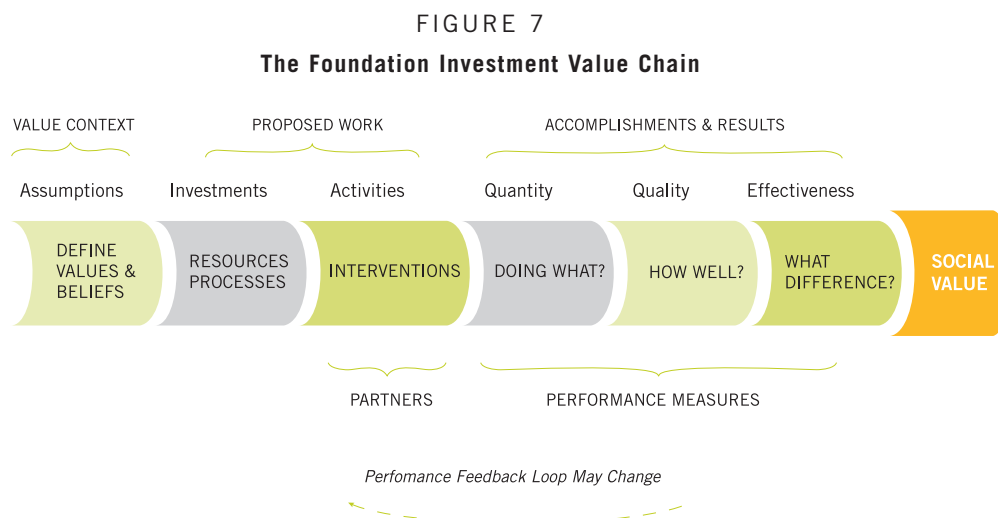 FIGURE 7
The Foundation Investment Value Chain
VALUE CONTEXT
PROPOSED WORK
ACCOMPLISHMENTS & RESULTS
Assumptions
Investments
Activities
Quantity
Quality
Effectiveness
DEFINE
VALUES &
BELIEFS
RESOURCES
PROCESSES
INTERVENTIONS
DOING WHAT?
HOW WELL?
WHAT
DIFFERENCE?
SOCIAL
VALUE
PARTNERS
PERFORMANCE MEASURES
Perfomance Feedback Loop May Change